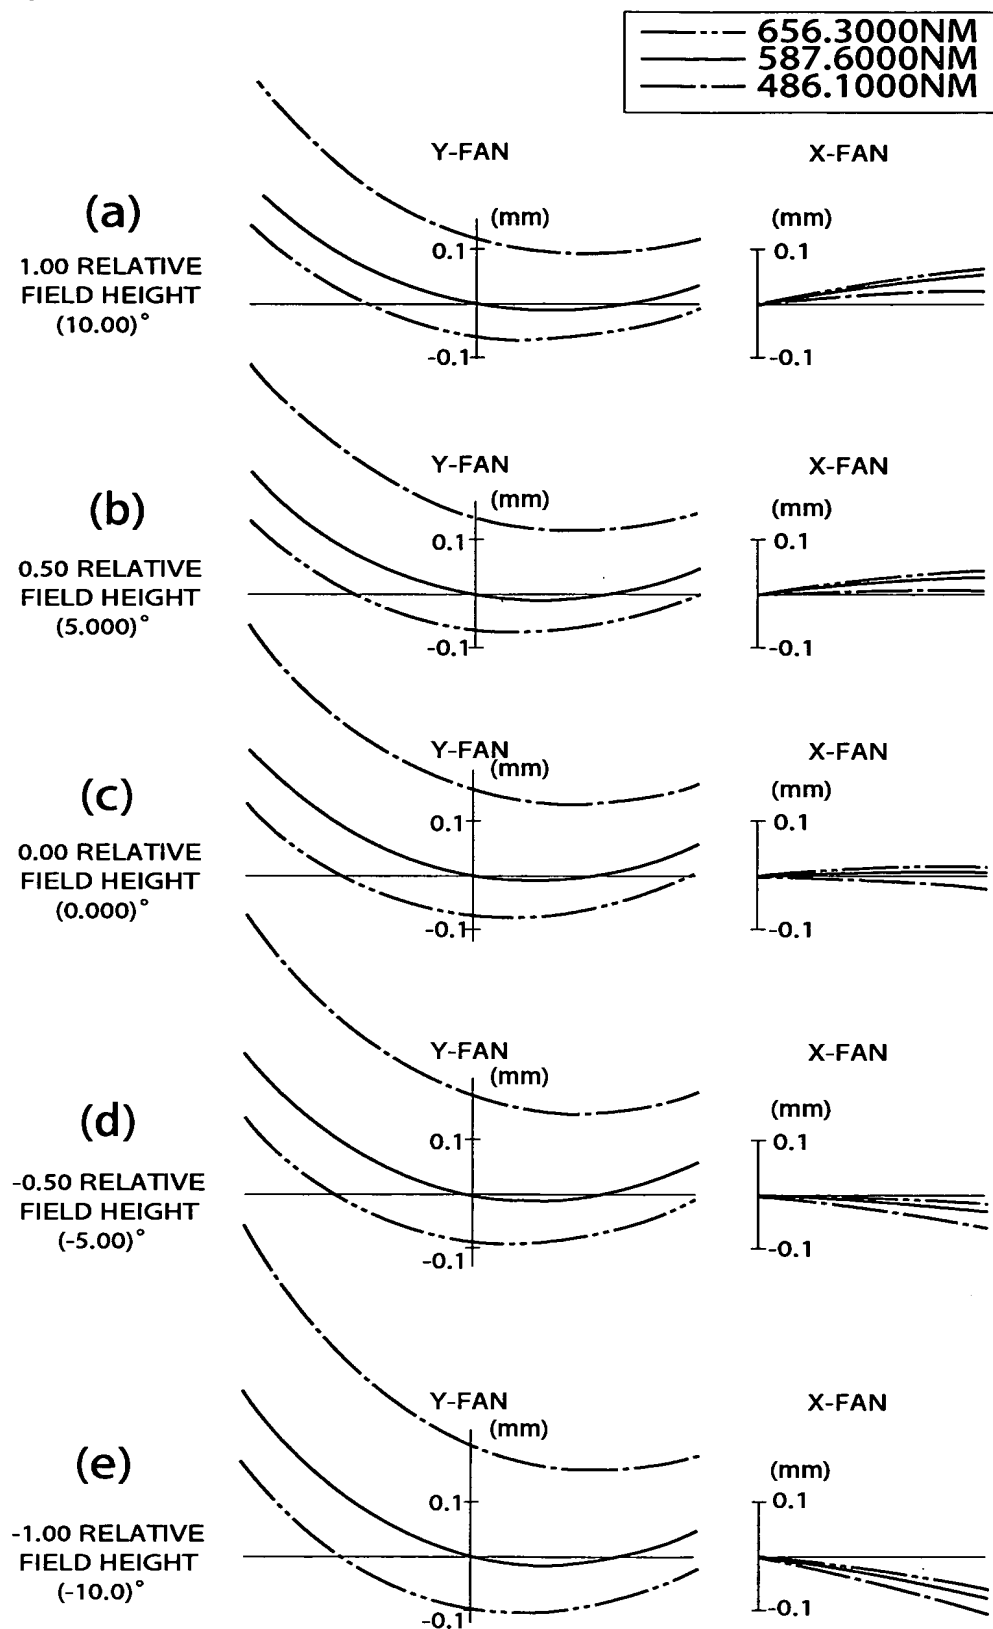 656.3000NM
587.6000NM
486.1000NM
Y-FAN X-FAN
(a)
1.00 RELATIVE
FIELD HEIGHT
(10.00)°
(mm)
0.1 0.1
-0.1 -0.1
Y-FAN X-FAN
(b)
0.50 RELATIVE
FIELD HEIGHT
(5.000)°
(mm) (mm)
0.1 0.1
-0.1 -0.1
Y-FAN X-FAN
(c)
0.00 RELATIVE
FIELD HEIGHT
(0.000)°
(mm) (mm)
0.1 0.1
-0.1 -0.1
Y-FAN X-FAN
(d)
-0.50 RELATIVE
FIELD HEIGHT
(-5.00)°
(mm) (mm)
0.1 0.1
-0.1 -0.1
Y-FAN X-FAN
(e)
-1.00 RELATIVE
FIELD HEIGHT
(-10.0)°
(mm) (mm)
0.1 0.1
-0.1 -0.1